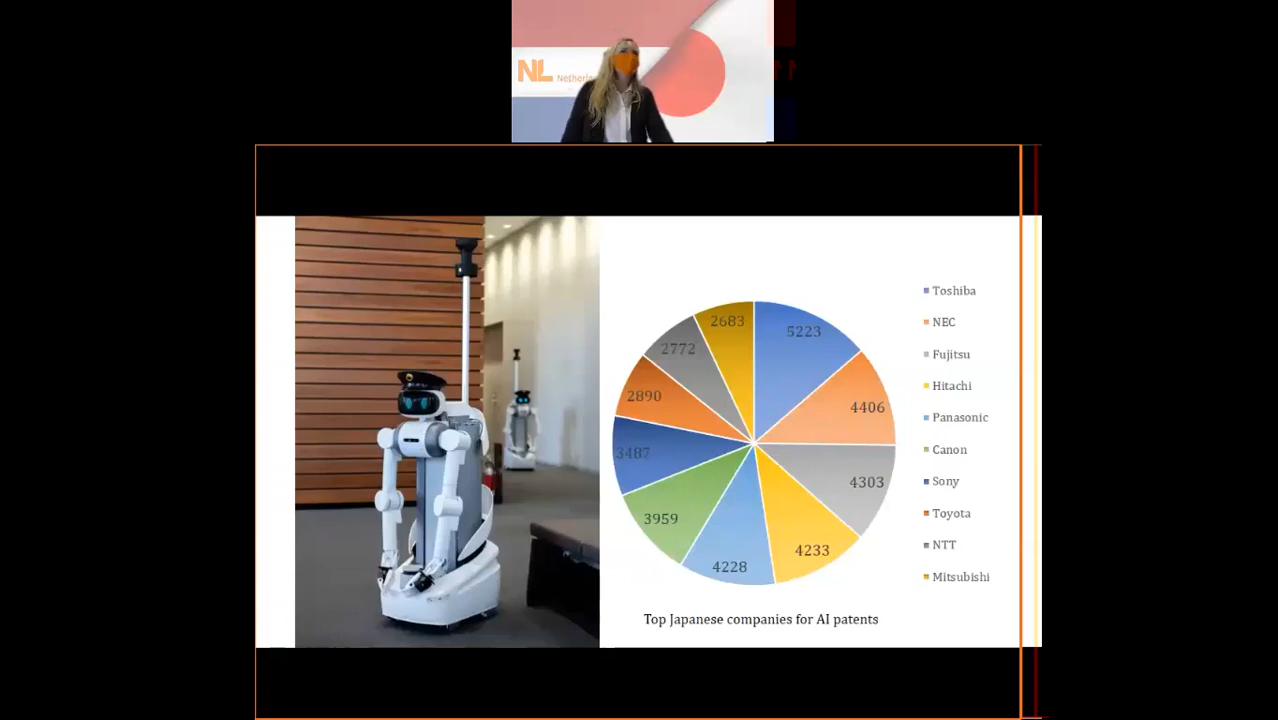 NL Netherl
2683
5223
2772
2890
4406
3487
4303
3959
4233
4228
Toshiba
NEC
Fujitsu
Hitachi
Panasonic
Canon
Sony
Toyota
NTT
Mitsubishi
Top Japanese companies for AI patents